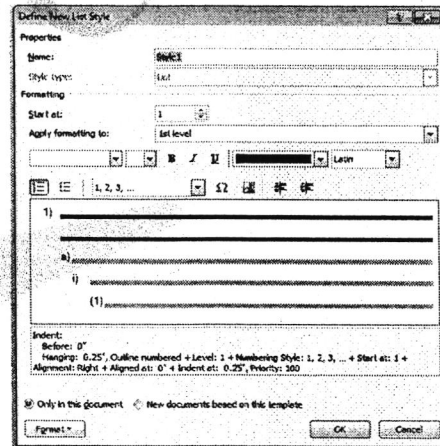 Define New List Style
Properties
Name: Style1
Style type: List
Formatting
Start at: 1
Apply formatting to: 1st level
B I U Latin
1, 2, 3, ... Ω
1)
a)
i)
(1)
Indent:
Before: 0"
Hanging: 0.25", Outline numbered + Level: 1 + Numbering Style: 1, 2, 3, ... + Start at: 1 +
Alignment: Right + Aligned at: 0" + Indent at: 0.25", Priority: 100
Only in this document New documents based on this template
Format OK Cancel